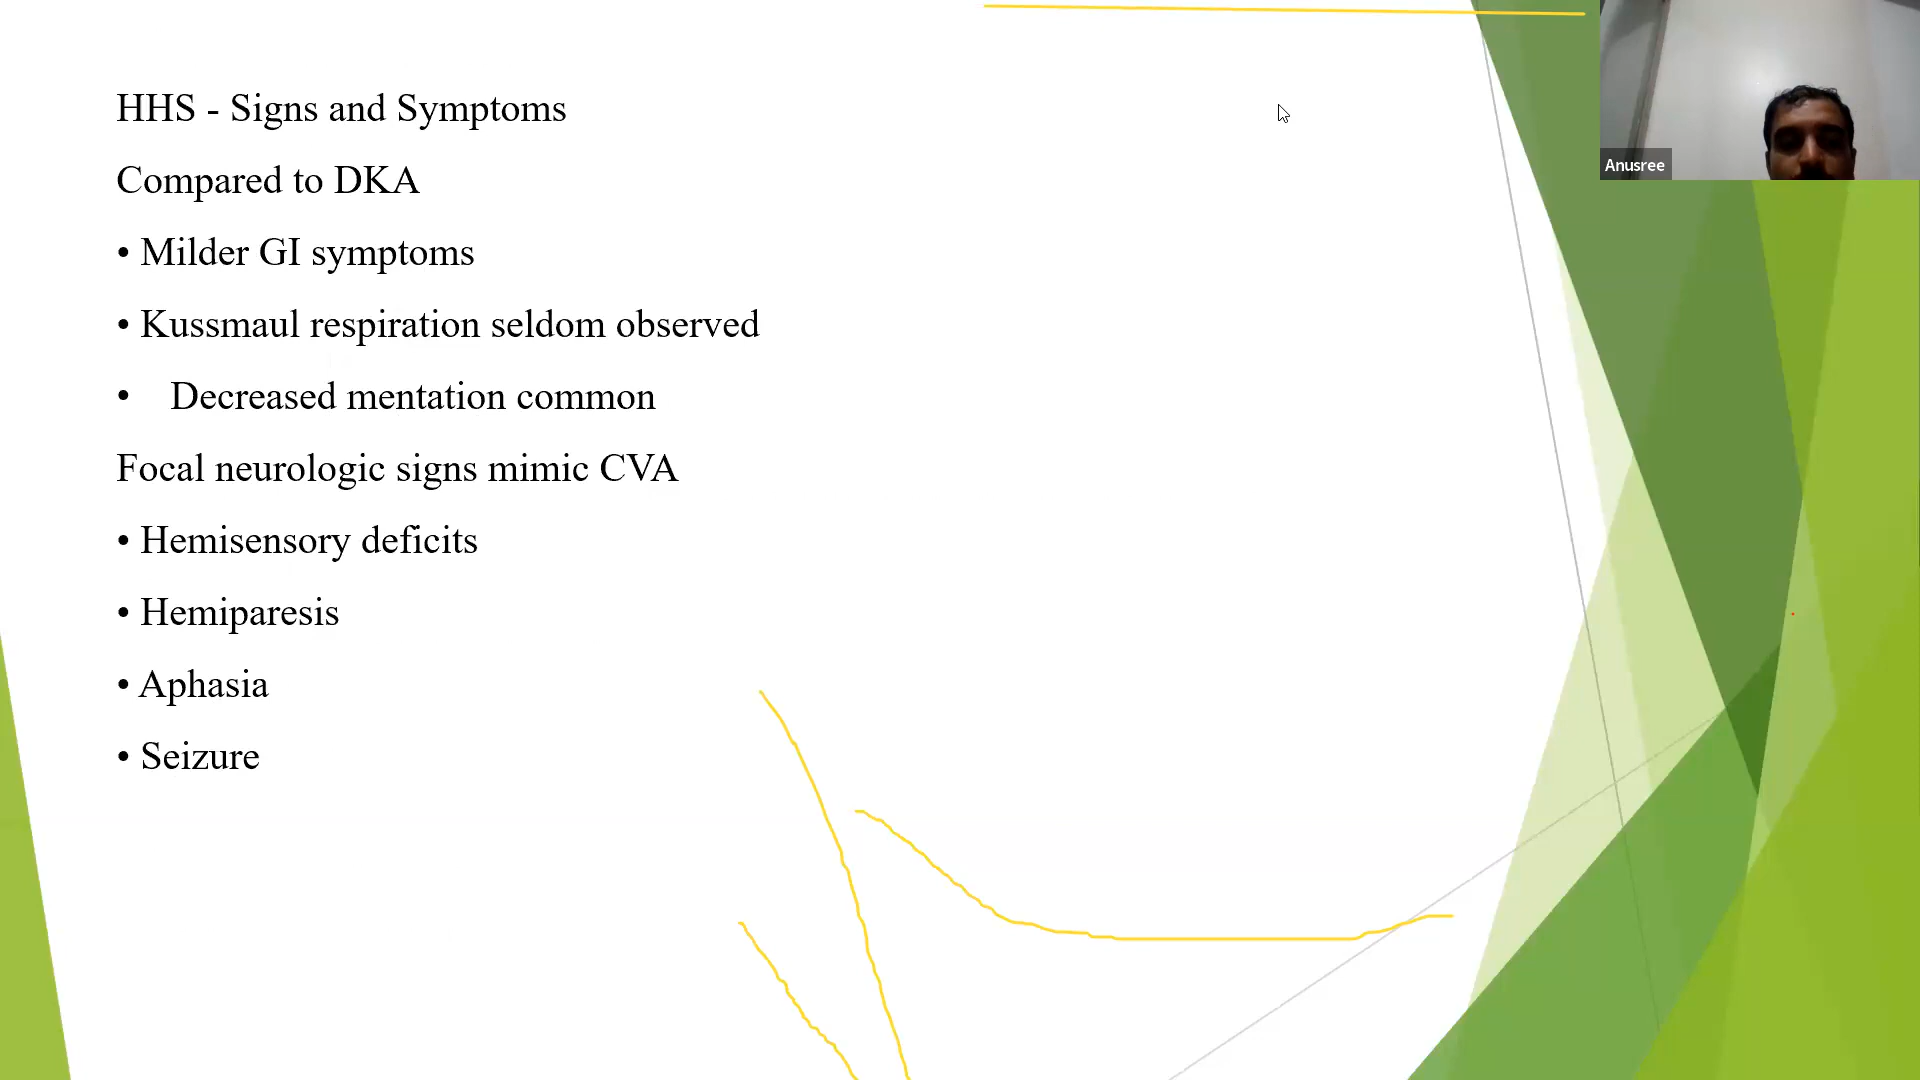 HHS - Signs and Symptoms
Compared to DKA
• Milder GI symptoms
• Kussmaul respiration seldom observed
• Decreased mentation common
Focal neurologic signs mimic CVA
• Hemisensory deficits
• Hemiparesis
• Aphasia
• Seizure
Anusree